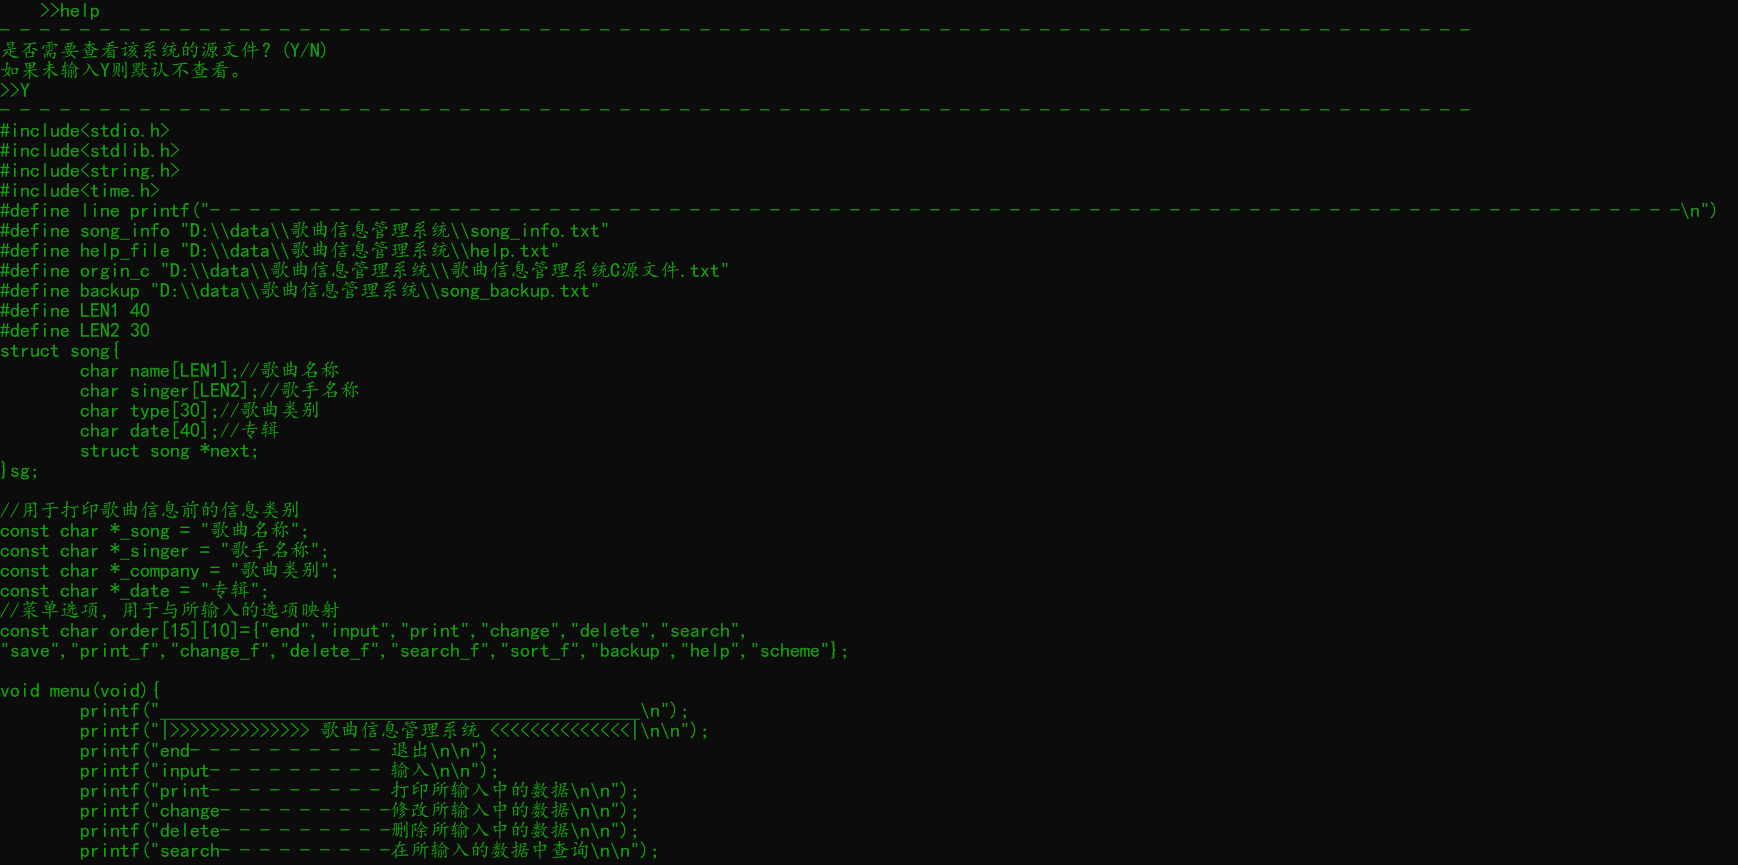 >>help
- - - - - - - - - - - - - - - - - - - - - - - - - - - - - - - - - - - - - - - - - - - - - - - - - - - - - - - - - - - - - - - - - - - - - - - - - -
是否需要查看该系统的源文件? (Y/N)
如果未输入Y则默认不查看。
>>Y
- - - - - - - - - - - - - - - - - - - - - - - - - - - - - - - - - - - - - - - - - - - - - - - - - - - - - - - - - - - - - - - - - - - - - - - - - -
#include<stdio.h>
#include<stdlib.h>
#include<string.h>
#include<time.h>
#define line printf("- - - - - - - - - - - - - - - - - - - - - - - - - - - - - - - - - - - - - - - - - - - - - - - - - - - - - - - - - - - - - - - - - - - - - - - - - -\n")
#define song_info "D:\\data\\歌曲信息管理系统\\song_info.txt"
#define help_file "D:\\data\\歌曲信息管理系统\\help.txt"
#define orgin_c "D:\\data\\歌曲信息管理系统\\歌曲信息管理系统C源文件.txt"
#define backup "D:\\data\\歌曲信息管理系统\\song_backup.txt"
#define LEN1 40
#define LEN2 30
struct song{
        char name[LEN1];//歌曲名称
        char singer[LEN2];//歌手名称
        char type[30];//歌曲类别
        char date[40];//专辑
        struct song *next;
}sg;

//用于打印歌曲信息前的信息类别
const char *_song = "歌曲名称";
const char *_singer = "歌手名称";
const char *_company = "歌曲类别";
const char *_date = "专辑";
//菜单选项, 用于与所输入的选项映射
const char order[15][10]={"end","input","print","change","delete","search",
"save","print_f","change_f","delete_f","search_f","sort_f","backup","help","scheme"};

void menu(void){
        printf("________________________________________________\n");
        printf("|>>>>>>>>>>>>>> 歌曲信息管理系统 <<<<<<<<<<<<<<|\n\n");
        printf("end- - - - - - - - - - 退出\n\n");
        printf("input- - - - - - - - - 输入\n\n");
        printf("print- - - - - - - - - 打印所输入中的数据\n\n");
        printf("change- - - - - - - - -修改所输入中的数据\n\n");
        printf("delete- - - - - - - - -删除所输入中的数据\n\n");
        printf("search- - - - - - - - -在所输入的数据中查询\n\n");